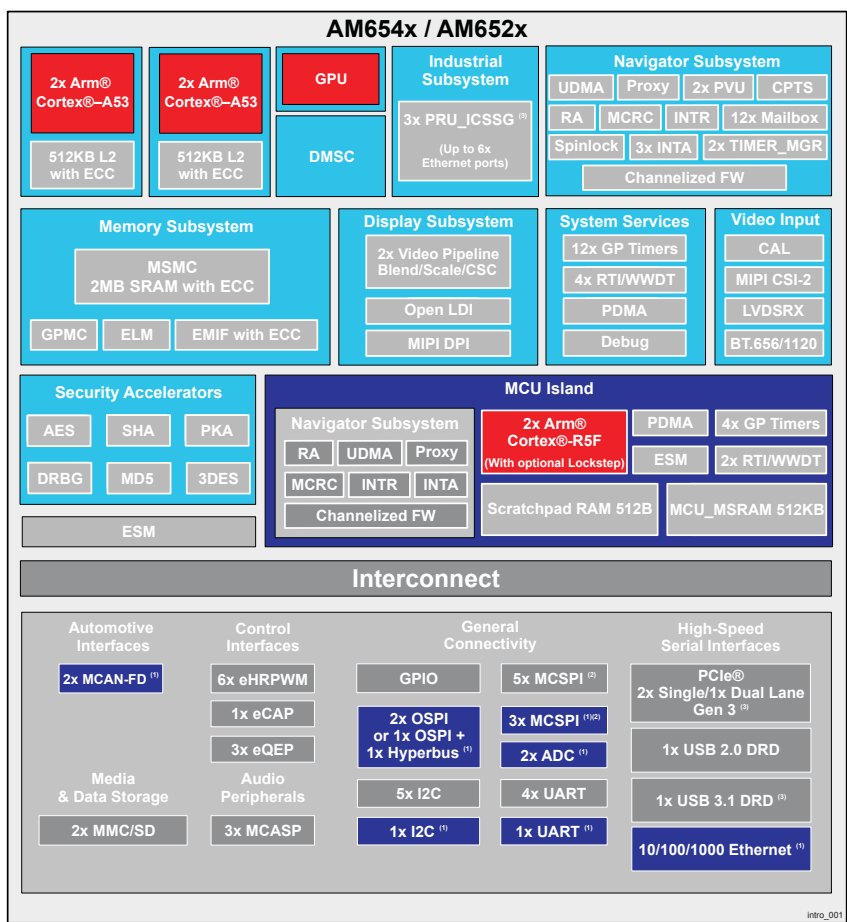 AM654x / AM652x
2x Arm®
Cortex®–A53
512KB L2
with ECC
2x Arm®
Cortex®–A53
512KB L2
with ECC
GPU
DMSC
Industrial
Subsystem
3x PRU_ICSSG (3)
(Up to 6x
Ethernet ports)
Navigator Subsystem
UDMA
Proxy
2x PVU
CPTS
RA
MCRC
INTR
12x Mailbox
Spinlock
3x INTA
2x TIMER_MGR
Channelized FW
Memory Subsystem
MSMC
2MB SRAM with ECC
GPMC
ELM
EMIF with ECC
Display Subsystem
2x Video Pipeline
Blend/Scale/CSC
Open LDI
MIPI DPI
System Services
12x GP Timers
4x RTI/WWDT
PDMA
Debug
Video Input
CAL
MIPI CSI-2
LVDSRX
BT.656/1120
Security Accelerators
AES
SHA
PKA
DRBG
MD5
3DES
ESM
MCU Island
Navigator Subsystem
RA
UDMA
Proxy
MCRC
INTR
INTA
Channelized FW
2x Arm®
Cortex®-R5F
(With optional Lockstep)
PDMA
4x GP Timers
ESM
2x RTI/WWDT
Scratchpad RAM 512B
MCU_MSRAM 512KB
Interconnect
Automotive
Interfaces
2x MCAN-FD (1)
Control
Interfaces
6x eHRPWM
1x eCAP
3x eQEP
Media
& Data Storage
2x MMC/SD
Audio
Peripherals
3x MCASP
General
Connectivity
GPIO
5x MCSPI (2)
2x OSPI
or 1x OSPI +
1x Hyperbus (1)
3x MCSPI (1)(2)
2x ADC (1)
5x I2C
4x UART
1x I2C (1)
1x UART (1)
High-Speed
Serial Interfaces
PCIe®
2x Single/1x Dual Lane
Gen 3 (3)
1x USB 2.0 DRD
1x USB 3.1 DRD (3)
10/100/1000 Ethernet (1)
intro_001